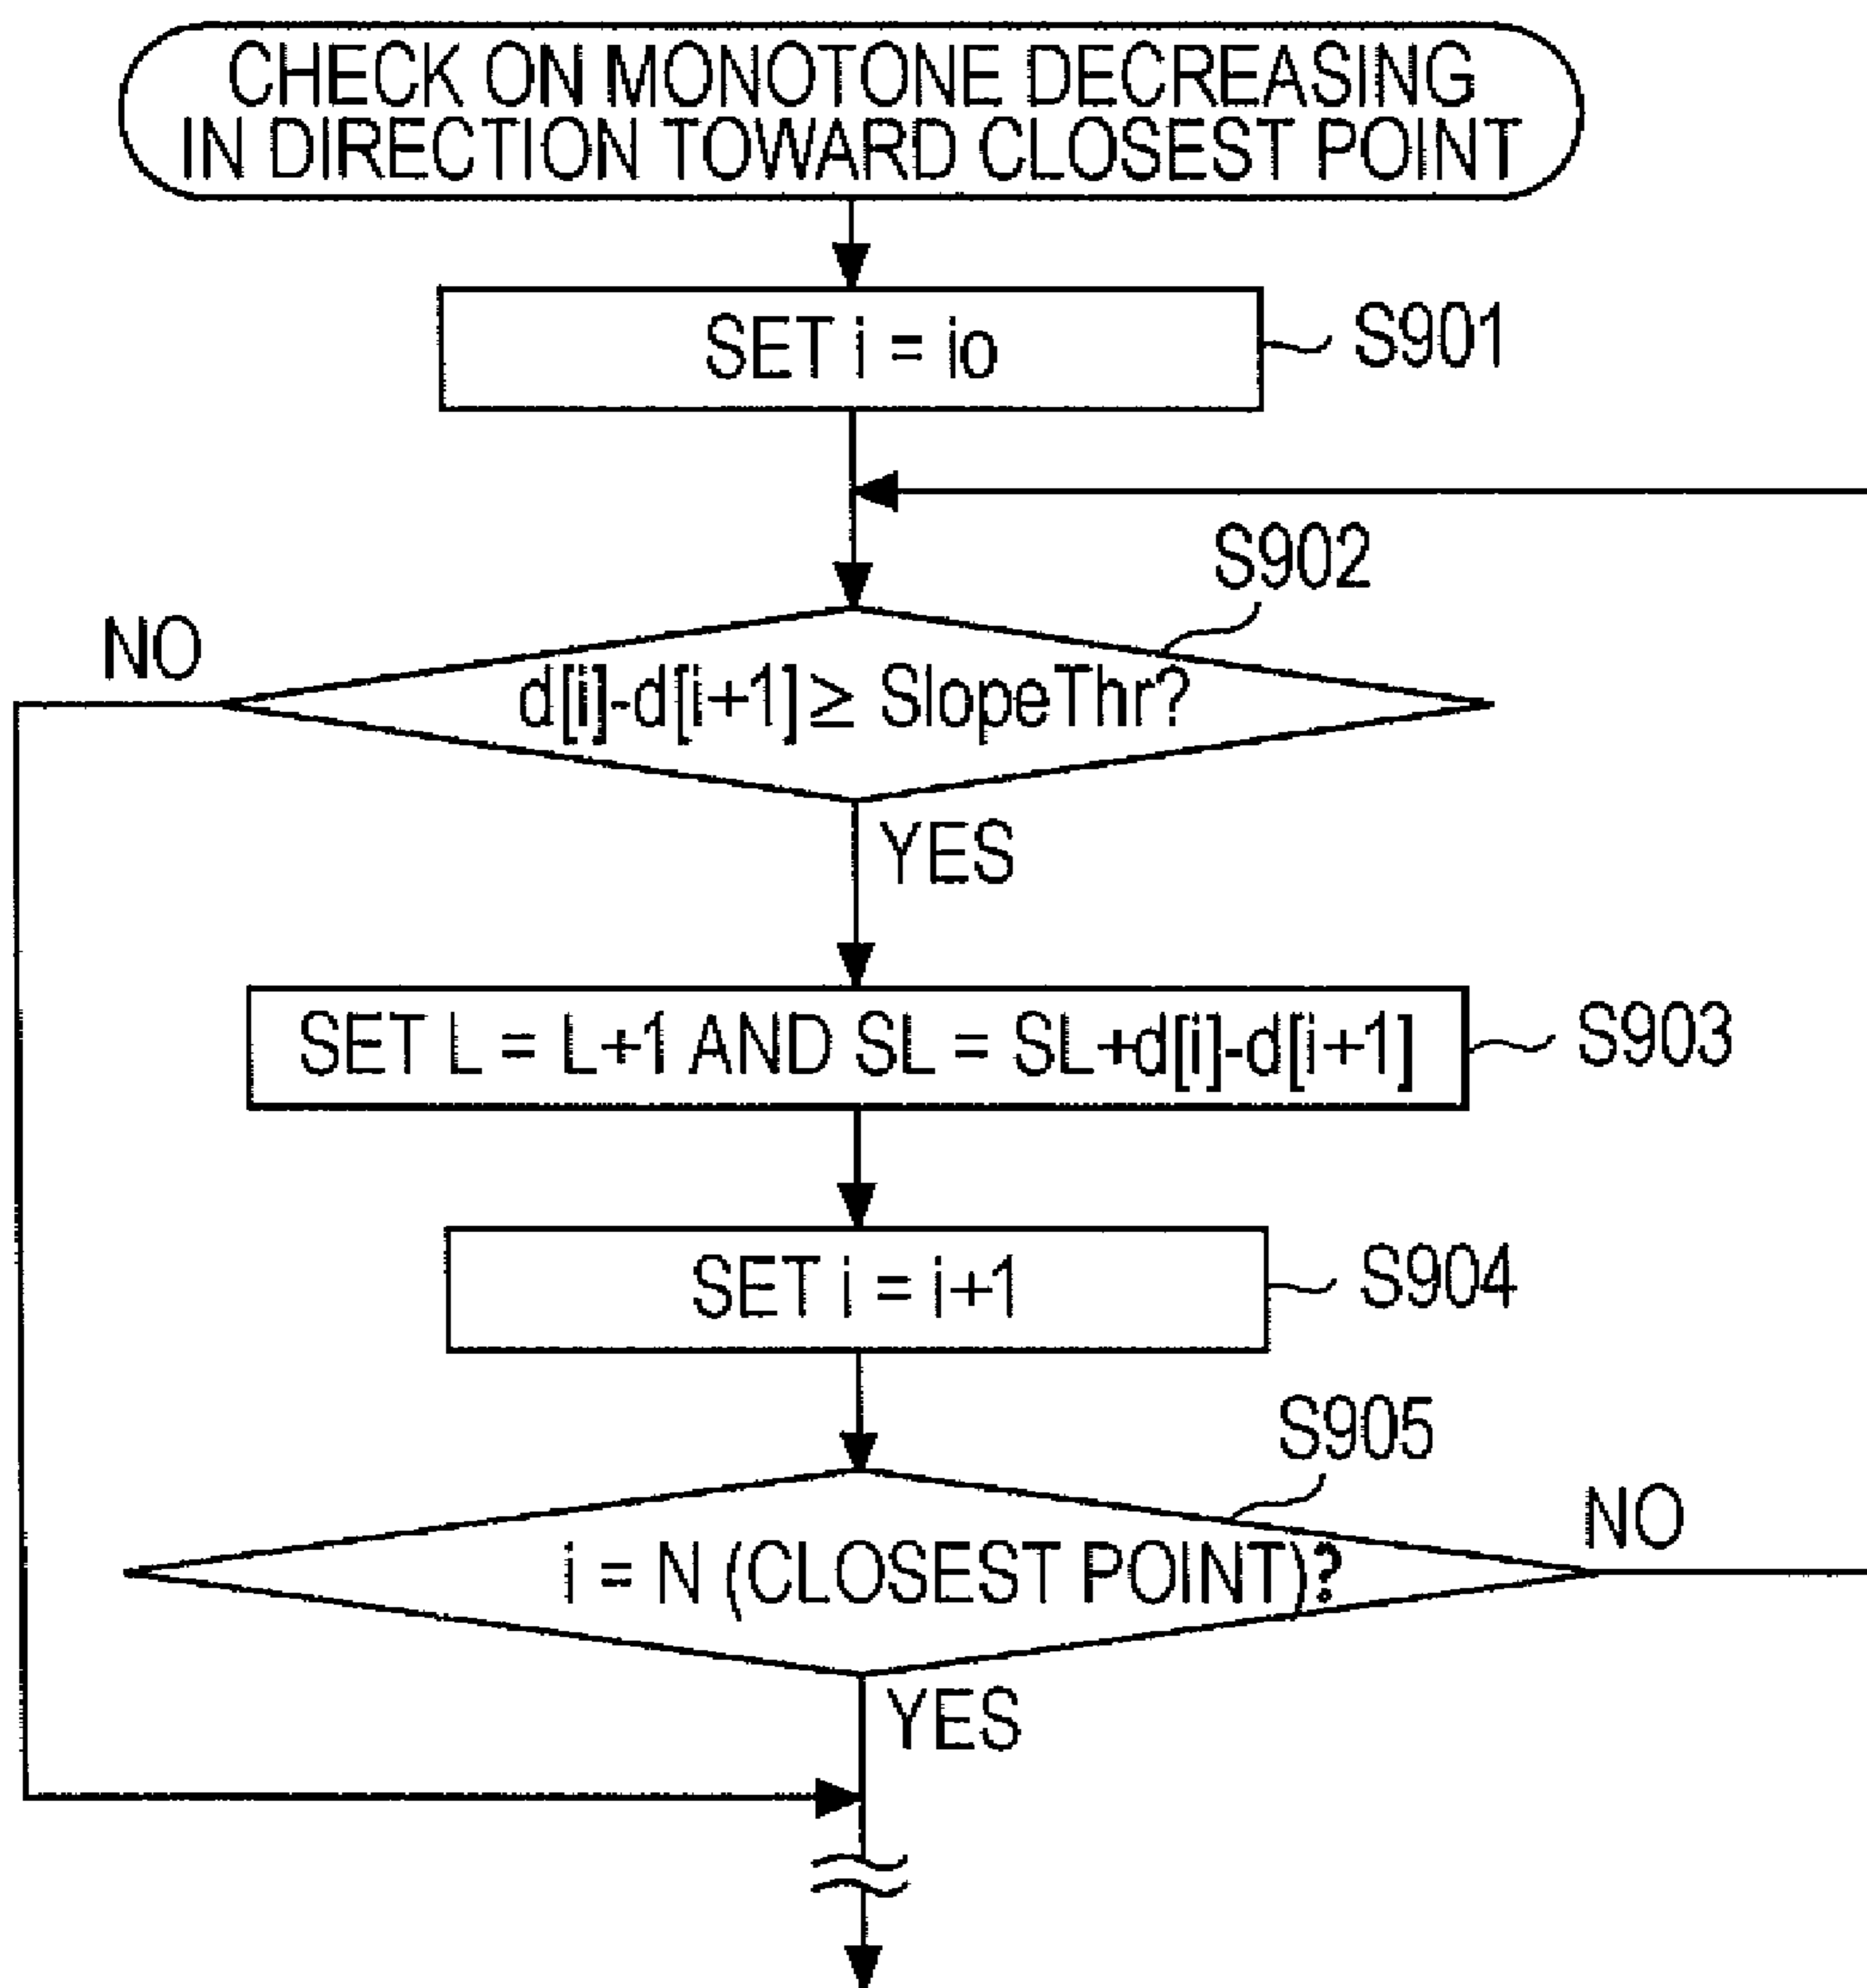 CHECK ON MONOTONE DECREASING
IN DIRECTION TOWARD CLOSEST POINT
SET i = io
S901
S902
NO
d[i]-d[i+1]≥ SlopeThr?
YES
SET L = L+1 AND SL = SL+d[i]-d[i+1]
S903
SET i = i+1
S904
S905
NO
i = N (CLOSEST POINT)?
YES